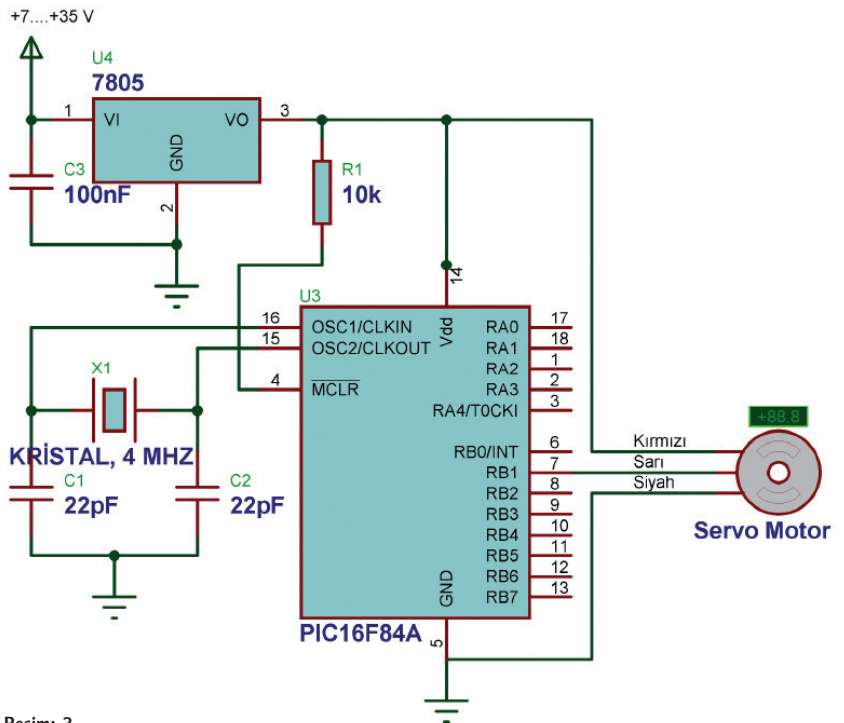 +7....+35 V
U4
7805
1
VI
VO
3
GND
2
C3
100nF
R1
10k
U3
16
OSC1/CLKIN
15
OSC2/CLKOUT
4
MCLR
14
Vdd
RA0
17
RA1
18
RA2
1
RA3
2
RA4/T0CKI
3
RB0/INT
6
RB1
7
RB2
8
RB3
9
RB4
10
RB5
11
RB6
12
RB7
13
GND
5
PIC16F84A
X1
KRİSTAL, 4 MHZ
C1
22pF
C2
22pF
+88.8
Kırmızı
Sarı
Siyah
Servo Motor
Resim: 2